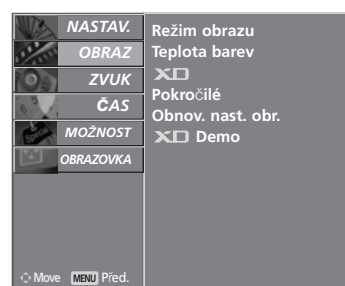 NASTAV.
OBRAZ
ZVUK
ČAS
MOŽNOST
OBRAZOVKA
Režim obrazu
Teplota barev
XD
Pokročilé
Obnov. nast. obr.
XD Demo
Move MENU Před.